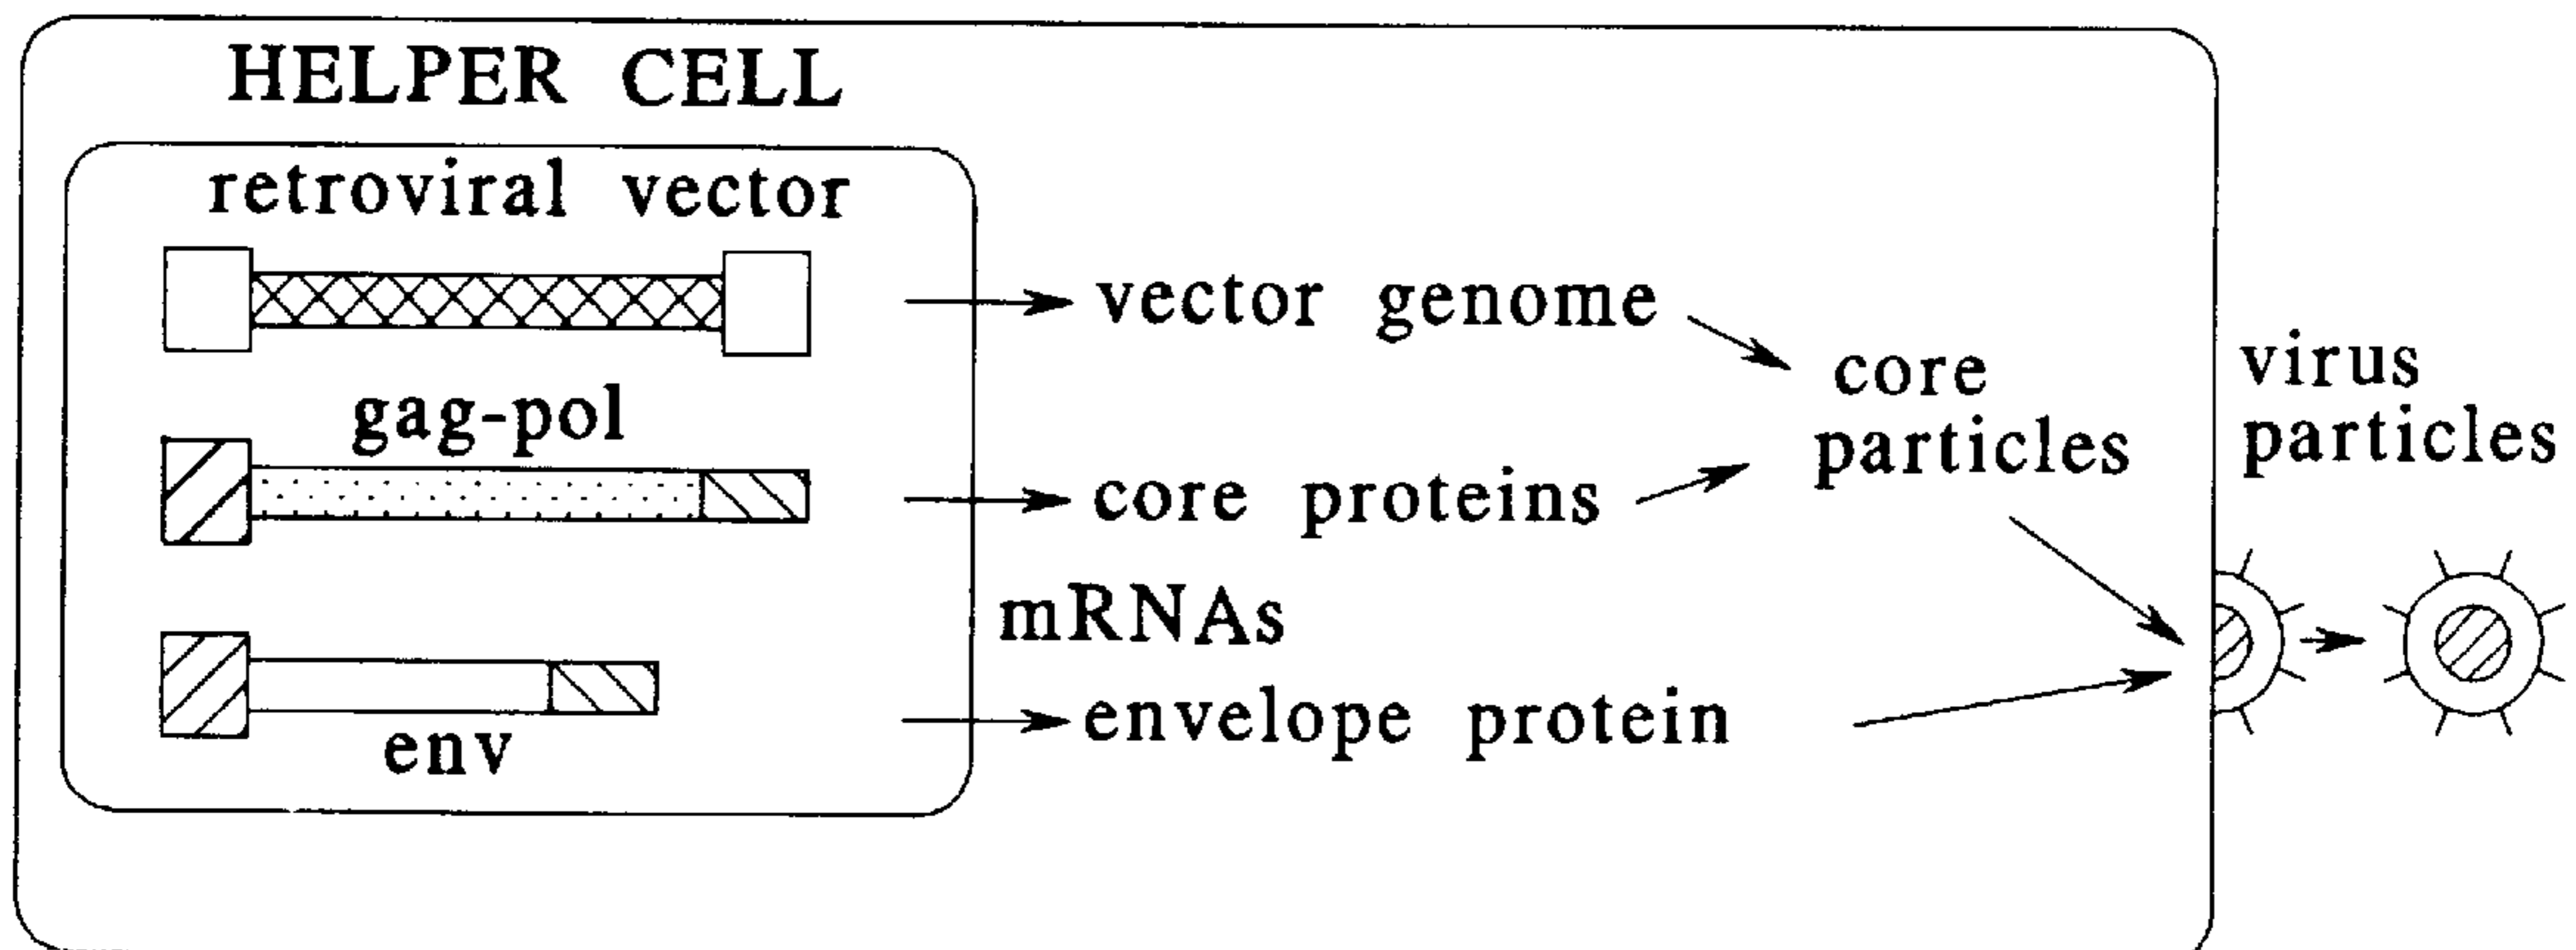 HELPER CELL
retroviral vector
vector genome
core
particles
virus
particles
gag-pol
core proteins
mRNAs
envelope protein
env